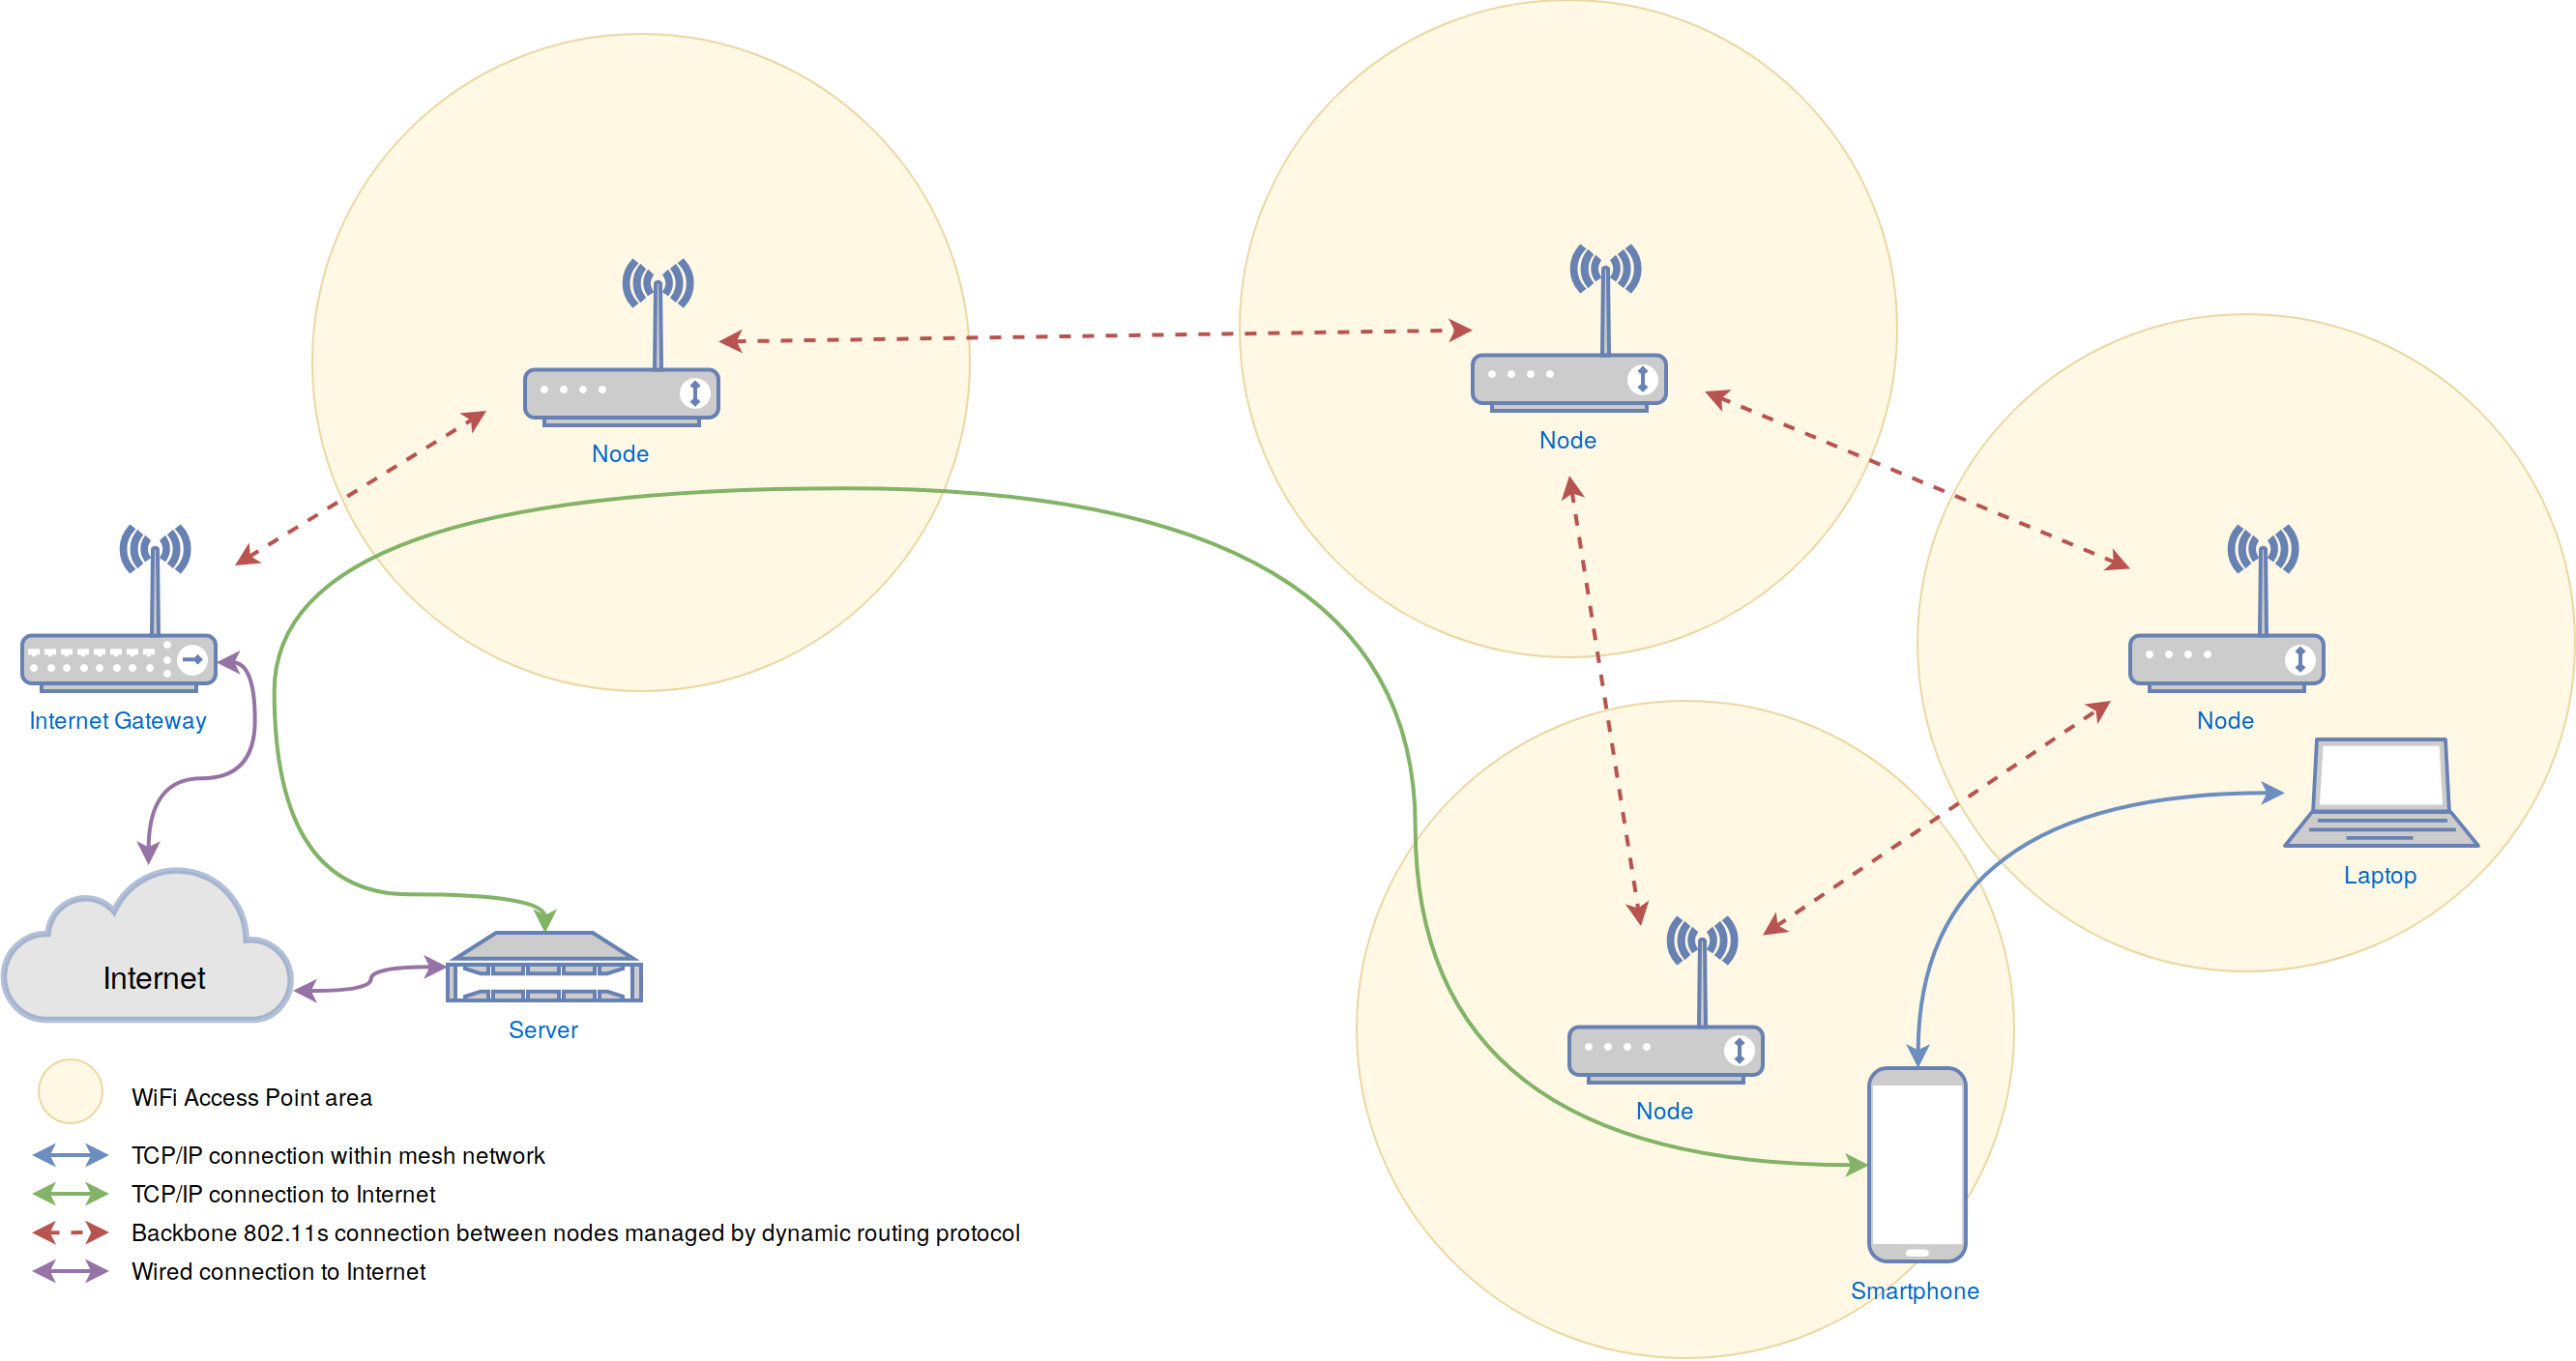 Node
Node
Internet Gateway
Node
Laptop
Internet
Server
Node
Smartphone
WiFi Access Point area
TCP/IP connection within mesh network
TCP/IP connection to Internet
Backbone 802.11s connection between nodes managed by dynamic routing protocol
Wired connection to Internet